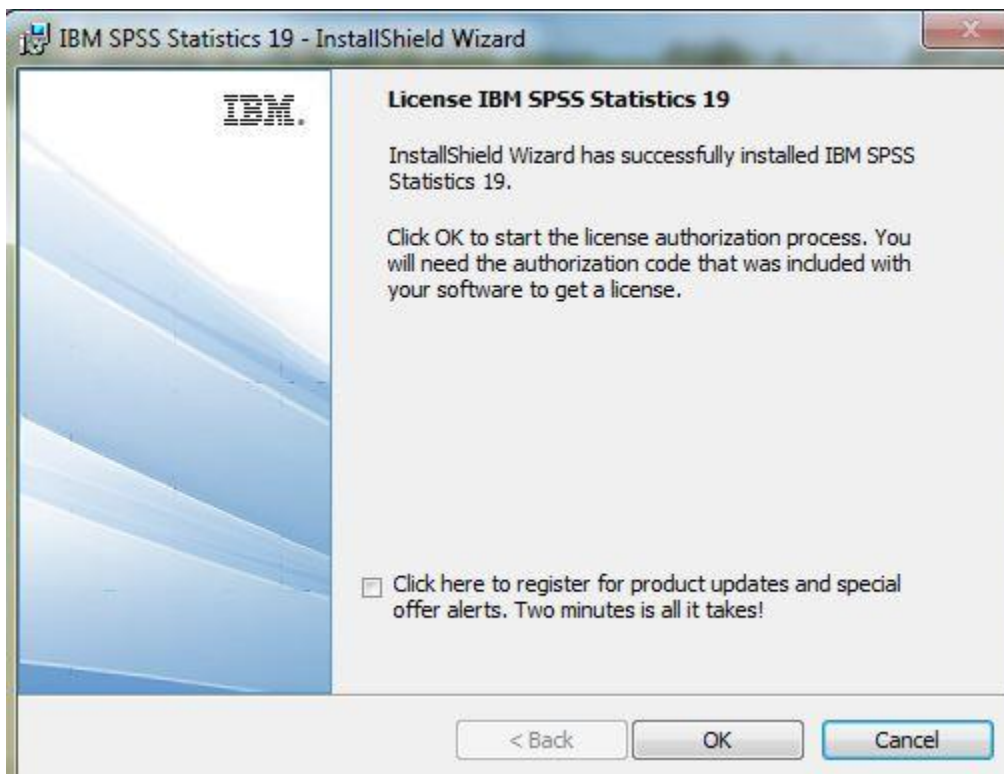 IBM SPSS Statistics 19 - InstallShield Wizard
IBM.
License IBM SPSS Statistics 19
InstallShield Wizard has successfully installed IBM SPSS
Statistics 19.
Click OK to start the license authorization process. You
will need the authorization code that was included with
your software to get a license.
Click here to register for product updates and special
offer alerts. Two minutes is all it takes!
< Back
OK
Cancel